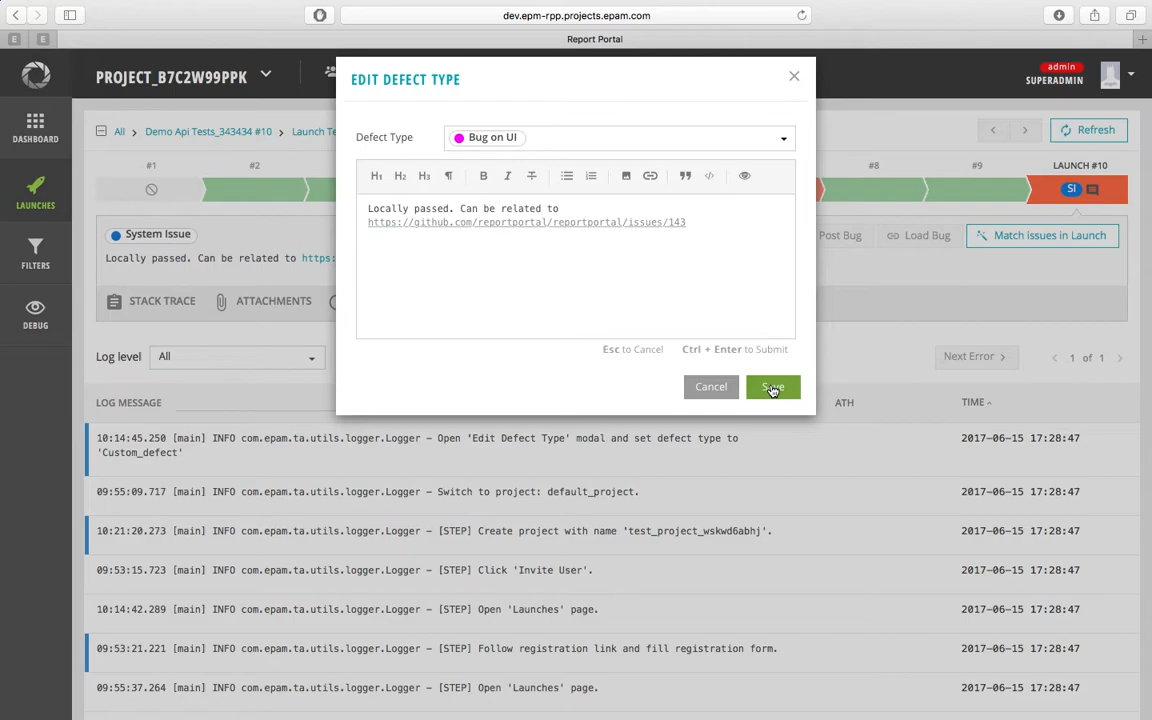 dev.epm-rpp.projects.epam.com
E
E
Report Portal
PROJECT_B7C2W99PPK
admin
SUPERADMIN
DASHBOARD
LAUNCHES
FILTERS
DEBUG
All
Demo Api Tests_343434 #10
Launch Te
Refresh
#1
#2
#8
#9
LAUNCH #10
SI
System Issue
Locally passed. Can be related to https:
Post Bug
Load Bug
Match issues in Launch
STACK TRACE
ATTACHMENTS
Log level
All
Next Error
1 of 1
EDIT DEFECT TYPE
Defect Type
Bug on UI
H1 H2 H3 ¶ B I S
Locally passed. Can be related to
https://github.com/reportportal/reportportal/issues/143
Esc to Cancel
Ctrl + Enter to Submit
Cancel
Save
LOG MESSAGE
ATH
TIME
10:14:45.250 [main] INFO com.epam.ta.utils.logger.Logger – Open 'Edit Defect Type' modal and set defect type to
'Custom_defect'
2017-06-15 17:28:47
09:55:09.717 [main] INFO com.epam.ta.utils.logger.Logger – Switch to project: default_project.
2017-06-15 17:28:47
10:21:20.273 [main] INFO com.epam.ta.utils.logger.Logger – [STEP] Create project with name 'test_project_wskwd6abhj'.
2017-06-15 17:28:47
09:53:15.723 [main] INFO com.epam.ta.utils.logger.Logger – [STEP] Click 'Invite User'.
2017-06-15 17:28:47
10:14:42.289 [main] INFO com.epam.ta.utils.logger.Logger – [STEP] Open 'Launches' page.
2017-06-15 17:28:47
09:53:21.221 [main] INFO com.epam.ta.utils.logger.Logger – [STEP] Follow registration link and fill registration form.
2017-06-15 17:28:47
09:55:37.264 [main] INFO com.epam.ta.utils.logger.Logger – [STEP] Open 'Launches' page.
2017-06-15 17:28:47